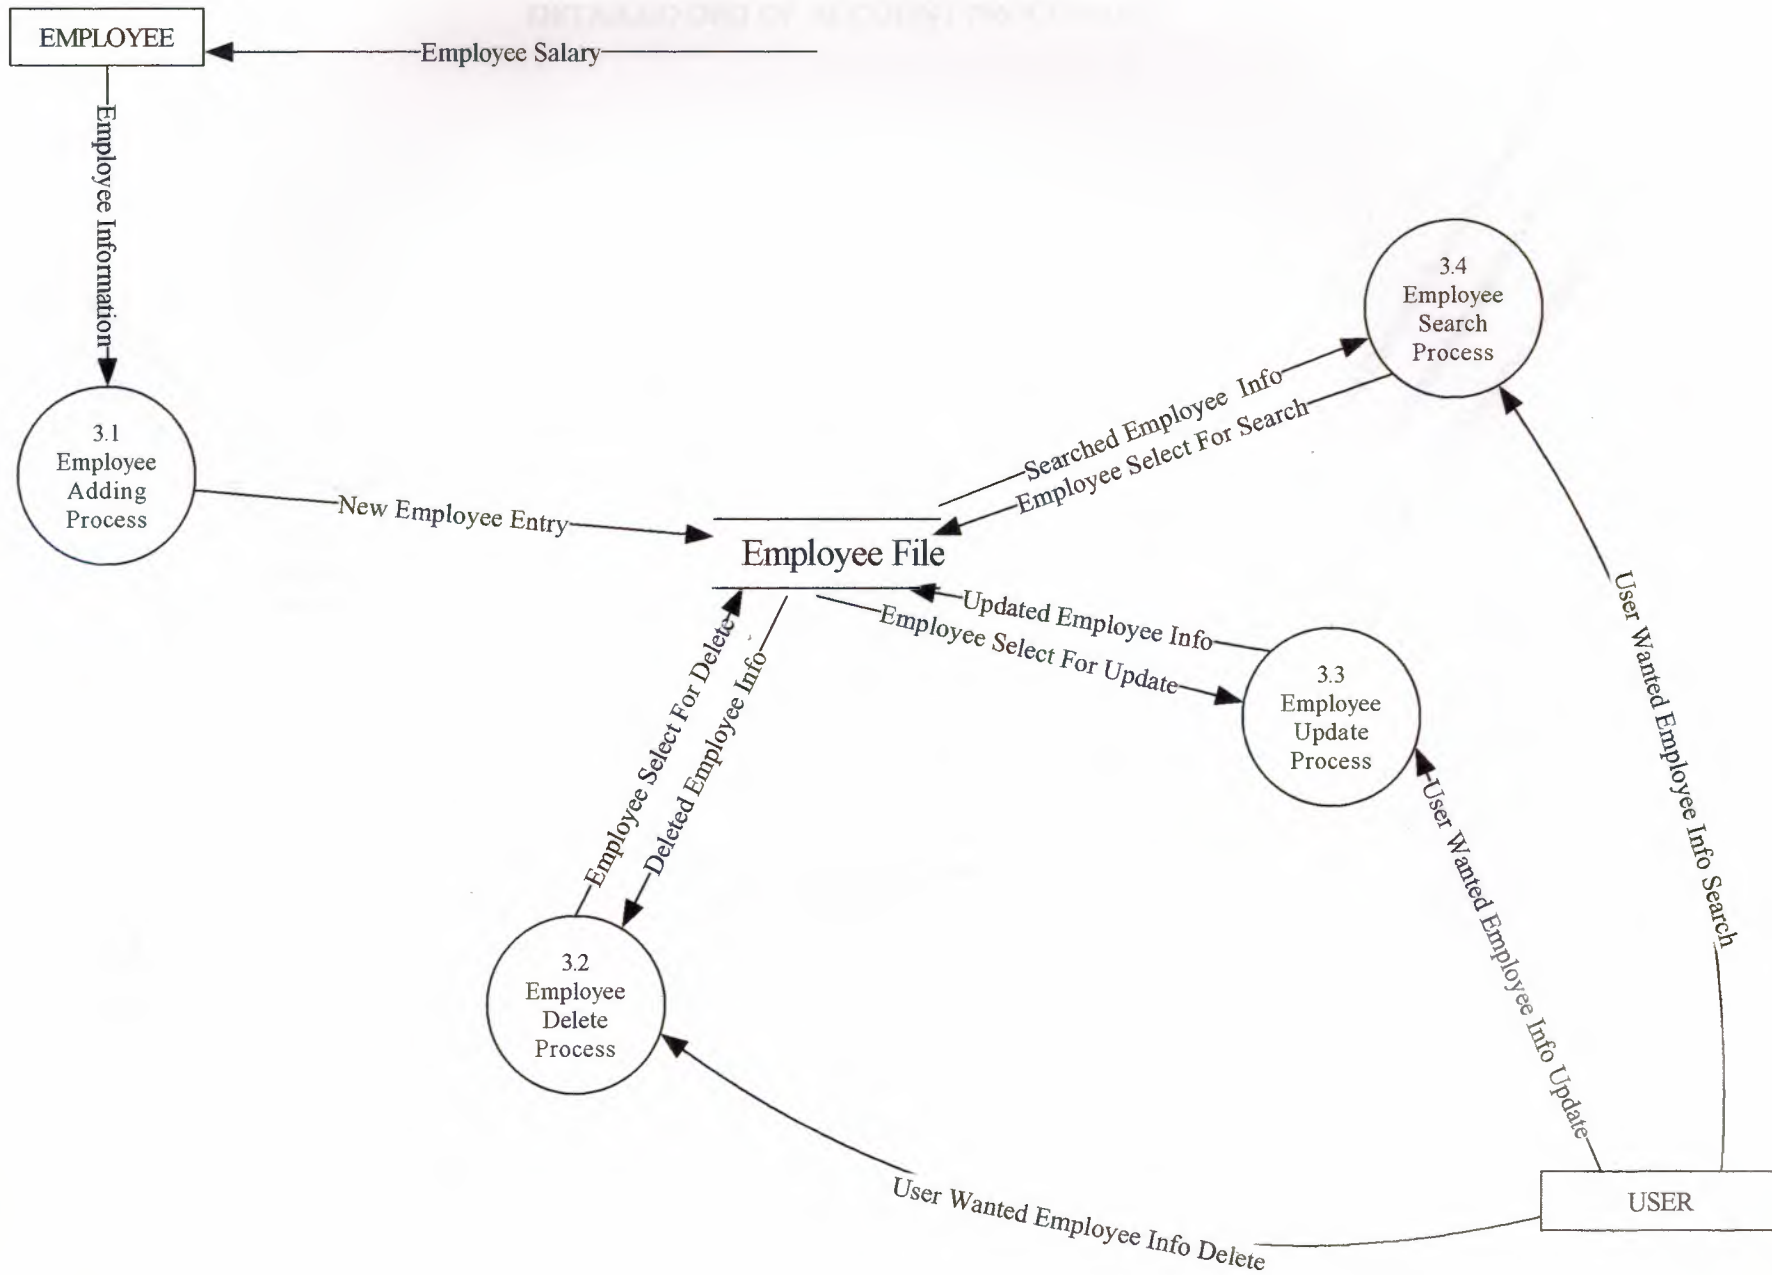 EMPLOYEE
Employee Salary
Employee Information
3.4
Employee
Search
Process
3.1
Employee
Adding
Process
Searched Employee Info
Employee Select For Search
New Employee Entry
Employee File
Updated Employee Info
Employee Select For Update
Employee Select For Delete
Deleted Employee Info
3.3
Employee
Update
Process
User Wanted Employee Info Search
User Wanted Employee Info Update
3.2
Employee
Delete
Process
User Wanted Employee Info Delete
USER